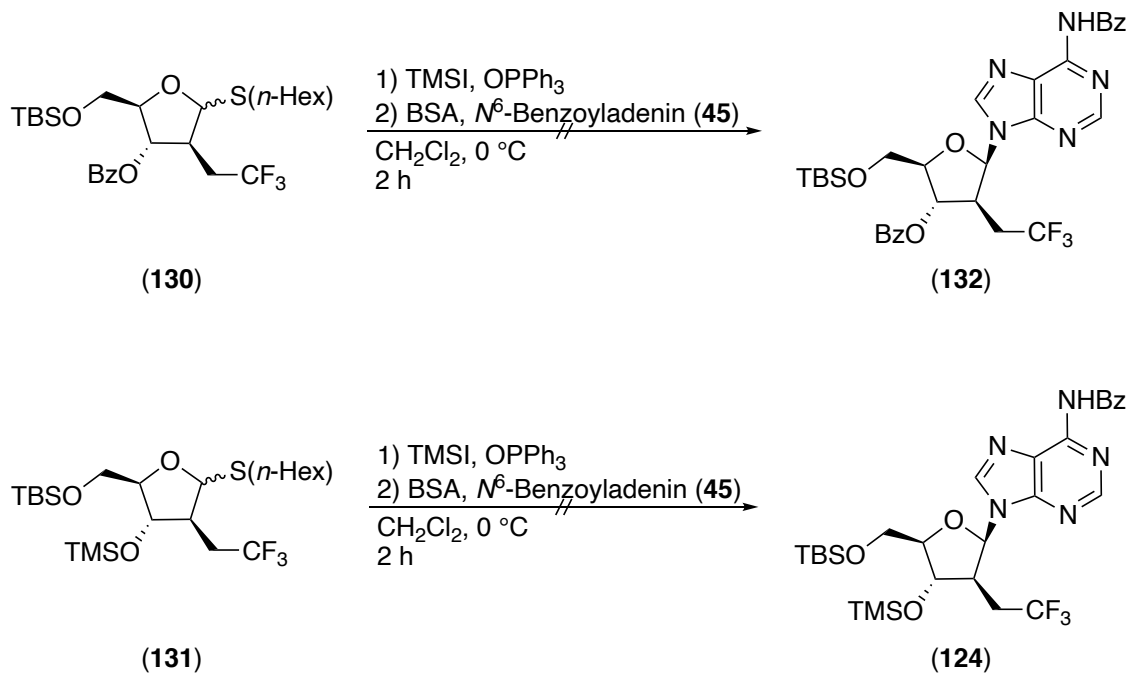 NHBz
N
N
N
N
O
S(n-Hex)
TBSO
BzO
CF3
1) TMSI, OPPh3
2) BSA, N6-Benzoyladenin (45)
CH2Cl2, 0 °C
2 h
O
TBSO
BzO
CF3
(130)
(132)
NHBz
N
N
N
N
O
S(n-Hex)
TBSO
TMSO
CF3
1) TMSI, OPPh3
2) BSA, N6-Benzoyladenin (45)
CH2Cl2, 0 °C
2 h
O
TBSO
TMSO
CF3
(131)
(124)